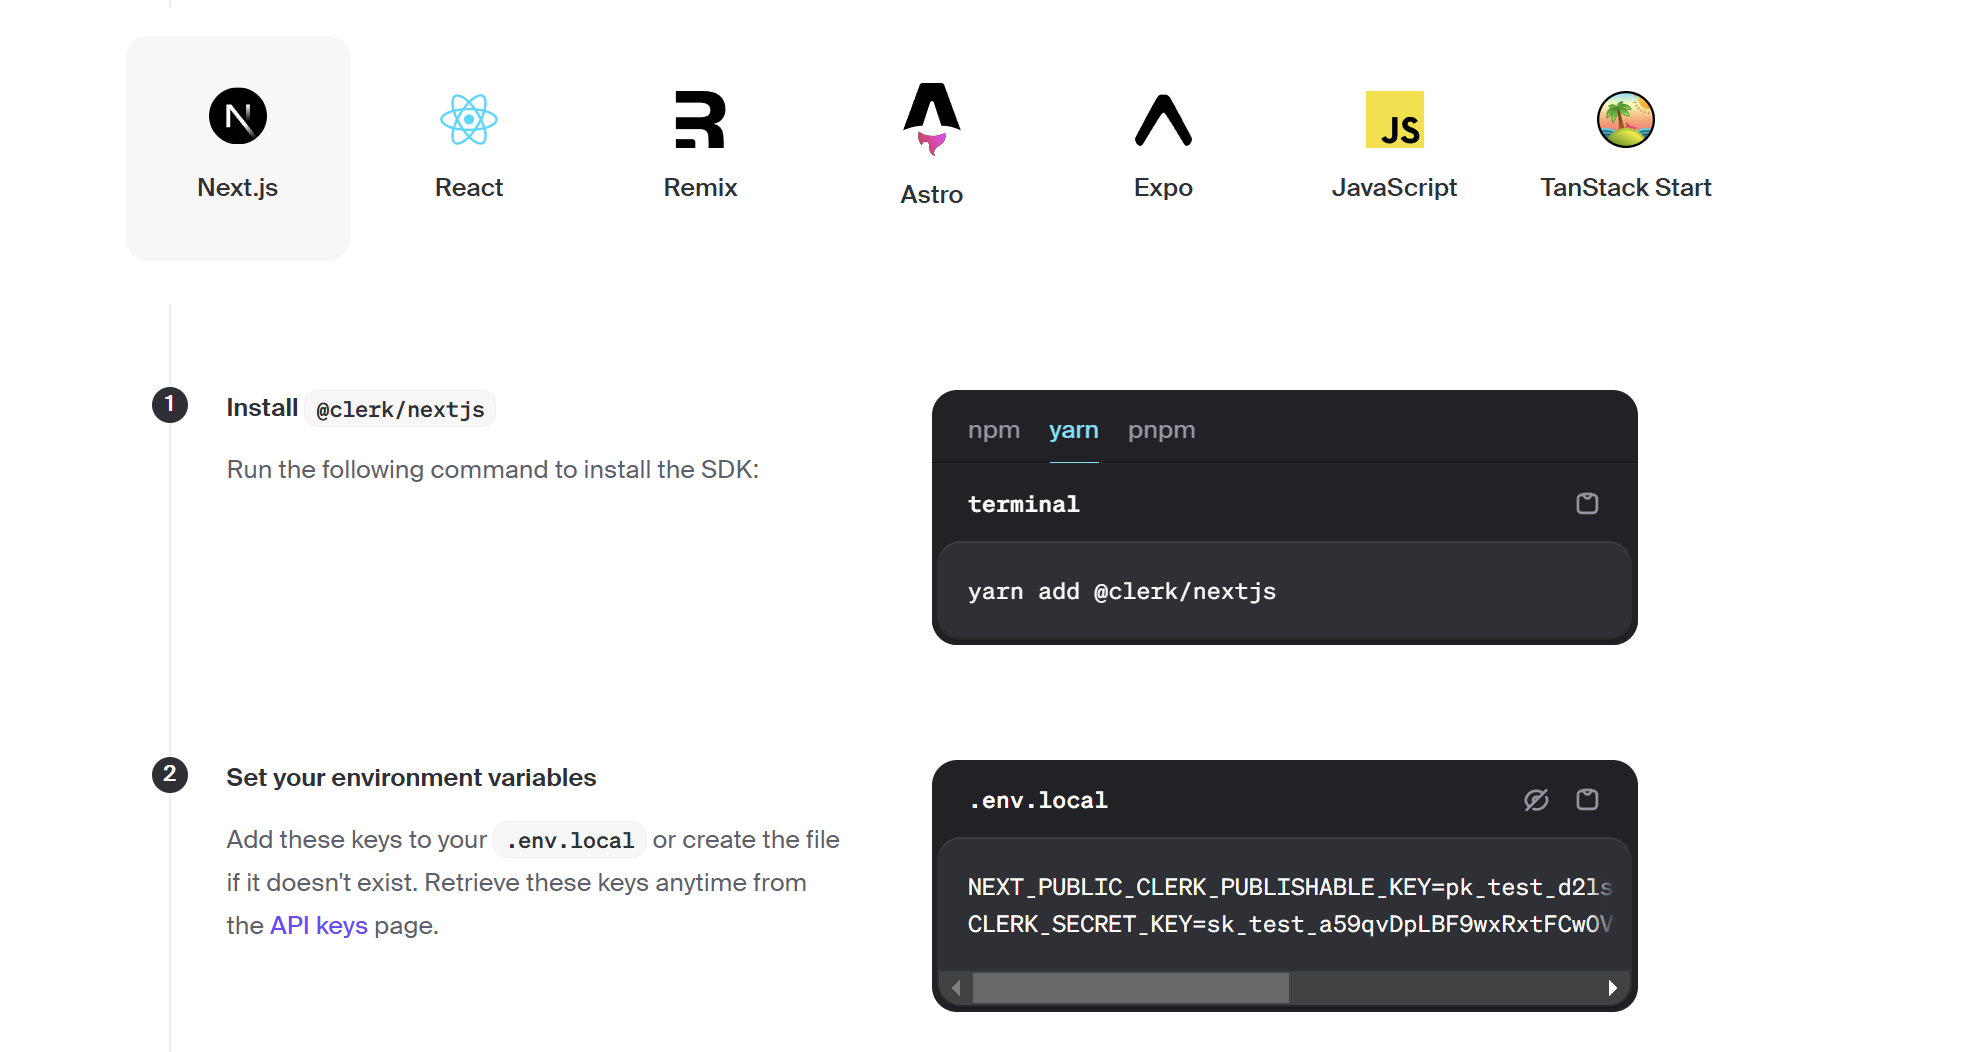 Next.js
React
Remix
Astro
Expo
JS
JavaScript
TanStack Start
1
Install @clerk/nextjs
Run the following command to install the SDK:
npm yarn pnpm
terminal
yarn add @clerk/nextjs
2
Set your environment variables
Add these keys to your .env.local or create the file
if it doesn't exist. Retrieve these keys anytime from
the API keys page.
.env.local
NEXT_PUBLIC_CLERK_PUBLISHABLE_KEY=pk_test_d2ls
CLERK_SECRET_KEY=sk_test_a59qvDpLBF9wxRxtFCwOV